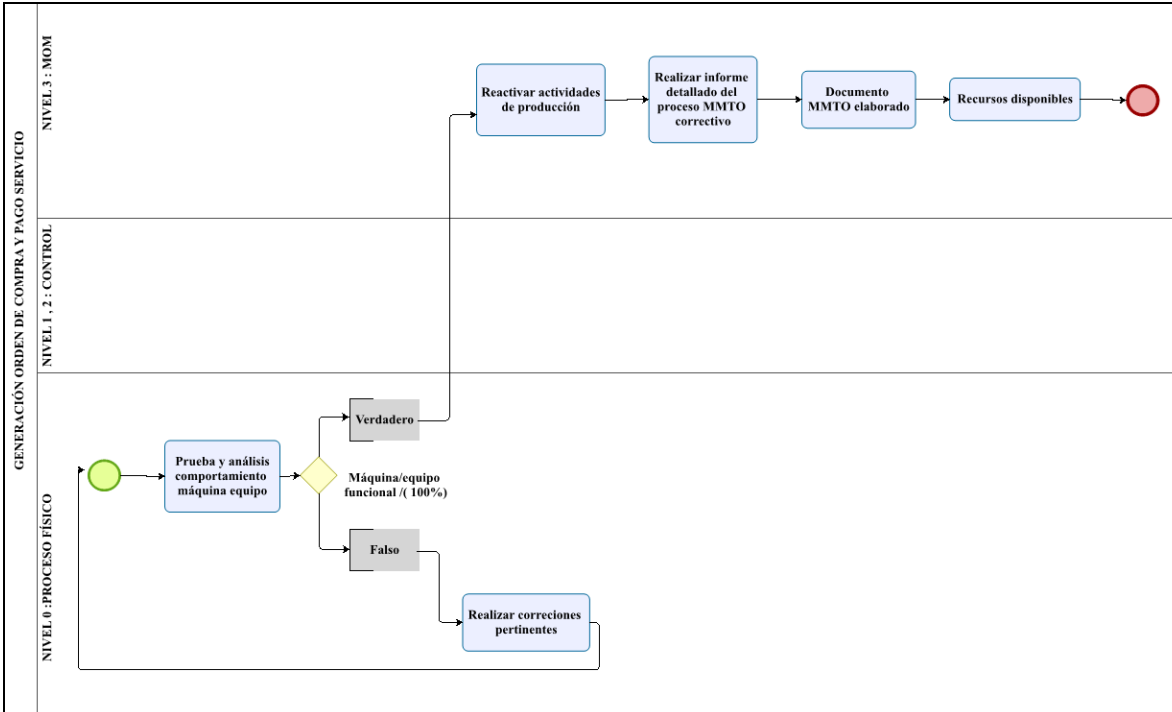 GENERACIÓN ORDEN DE COMPRA Y PAGO SERVICIO
NIVEL 3 : MOM
Reactivar actividades
de producción
Realizar informe
detallado del
proceso MMTO
correctivo
Documento
MMTO elaborado
Recursos disponibles
NIVEL 1 , 2 : CONTROL
NIVEL 0 :PROCESO FÍSICO
Prueba y análisis
comportamiento
máquina equipo
Verdadero
Máquina/equipo
funcional /( 100%)
Falso
Realizar correciones
pertinentes